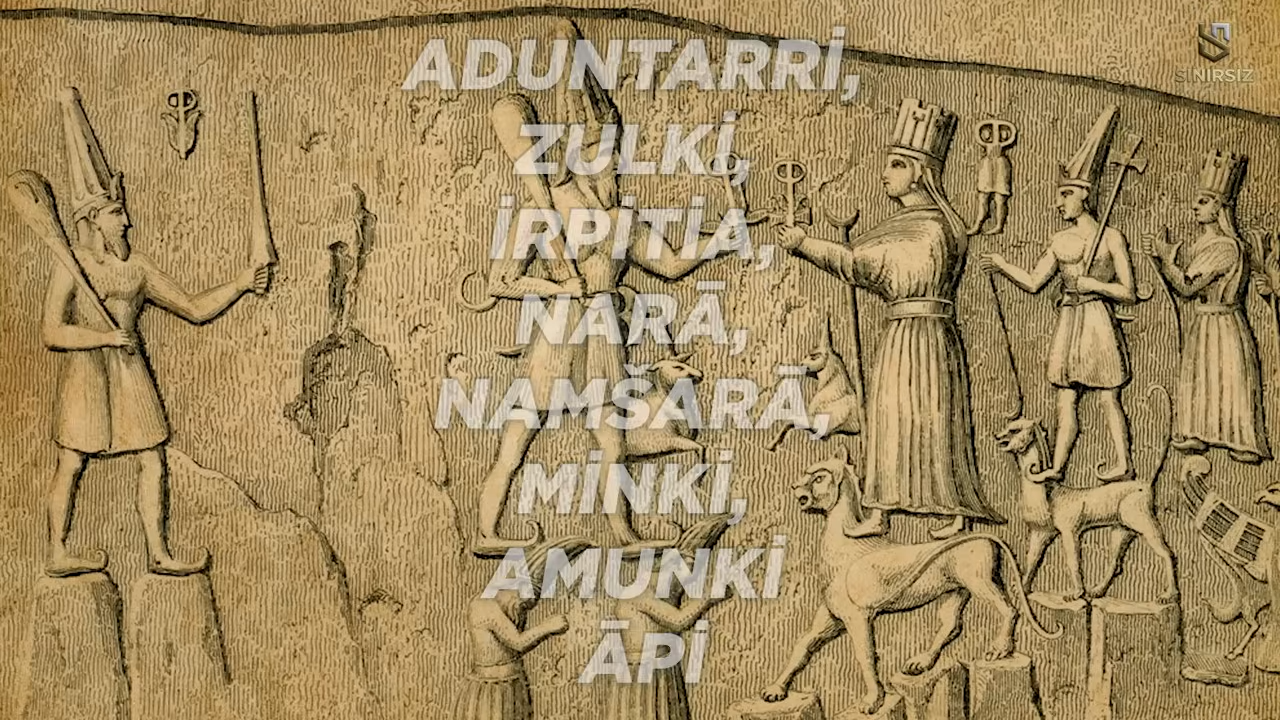 ADUNTARRİ,
ZULKİ,
İRPİTİA,
NARĀ,
NAMŠARĀ,
MİNKİ,
AMUNKİ
ĀPİ
SINIRSIZ